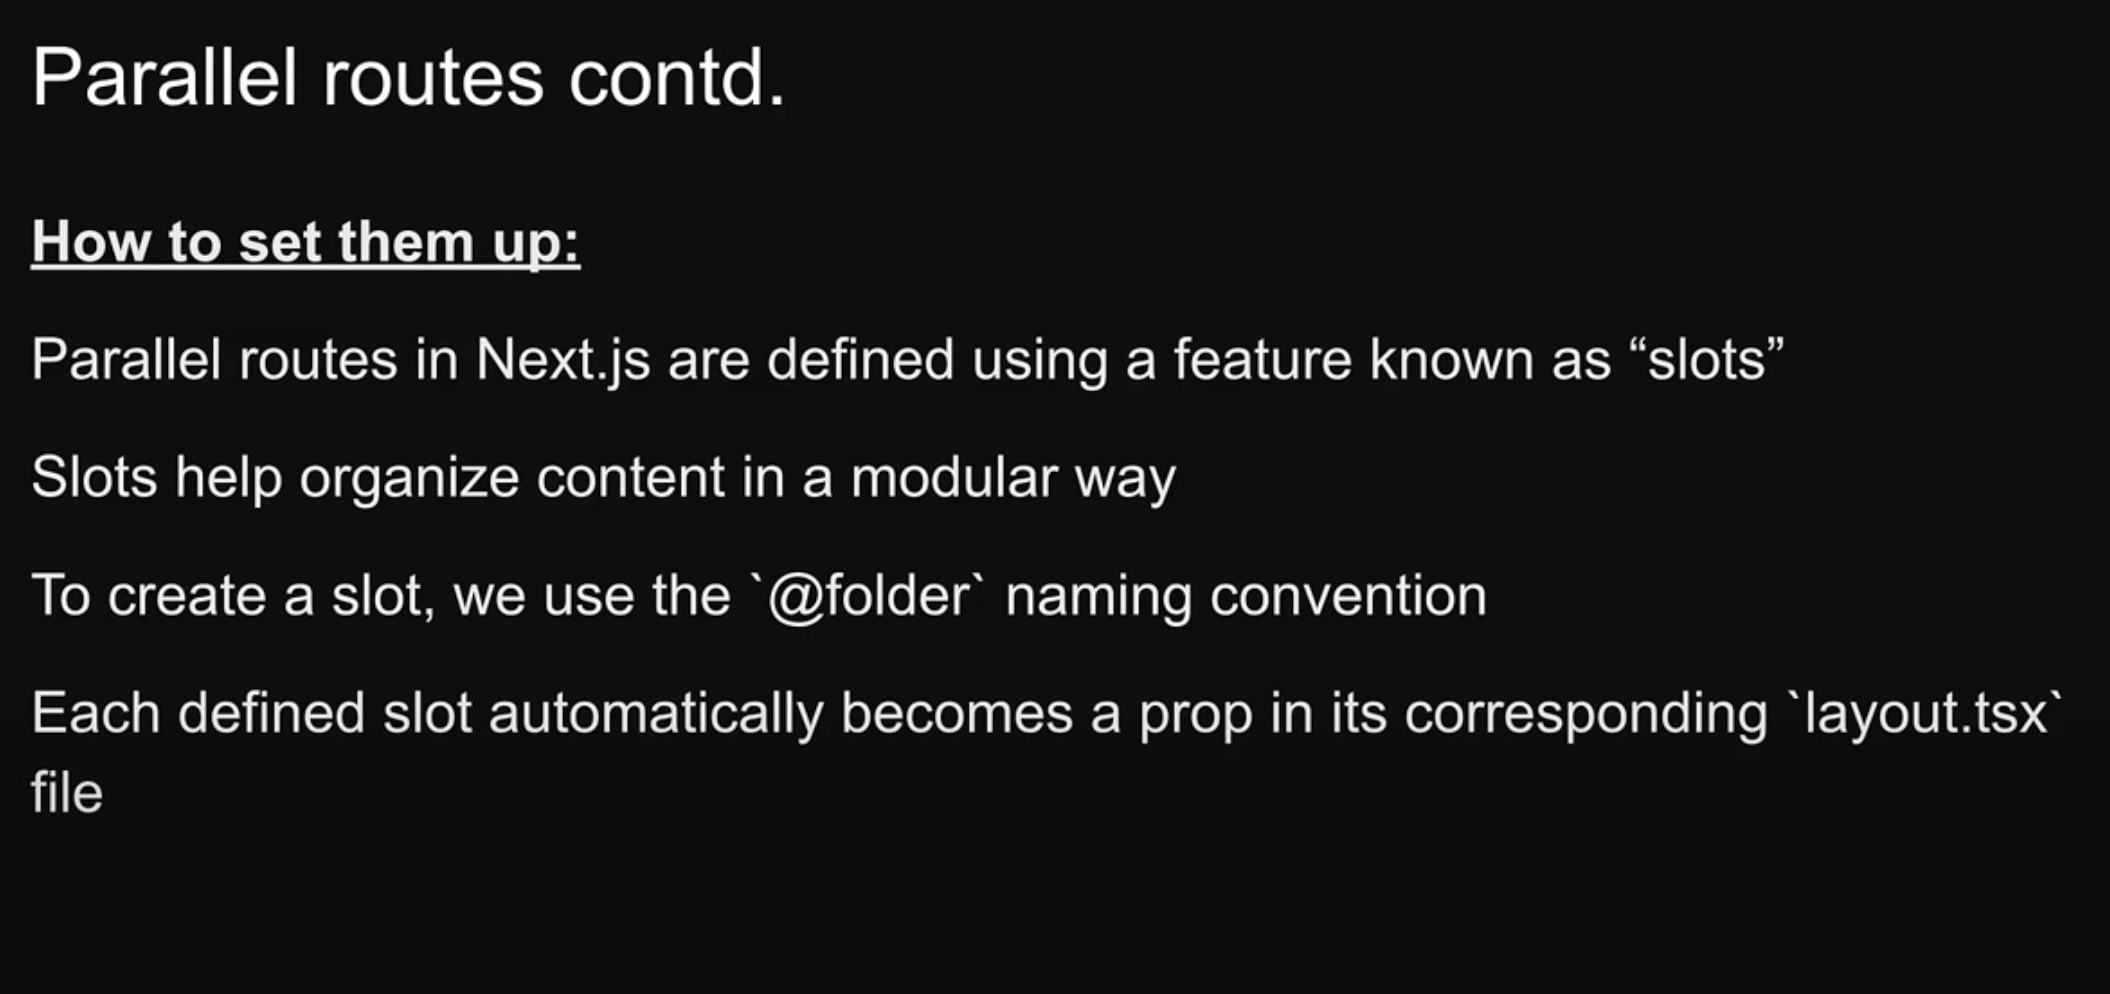 Parallel routes contd.
How to set them up:
Parallel routes in Next.js are defined using a feature known as “slots”
Slots help organize content in a modular way
To create a slot, we use the `@folder` naming convention
Each defined slot automatically becomes a prop in its corresponding `layout.tsx`
file